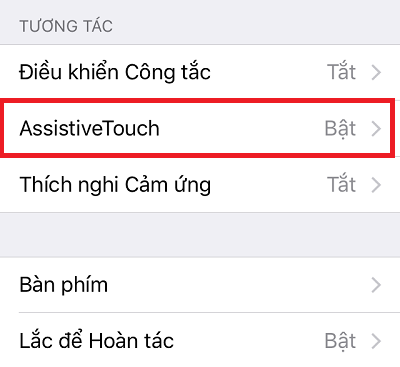 TƯƠNG TÁC
Điều khiển Công tắc Tắt
AssistiveTouch Bật
Thích nghi Cảm ứng Tắt
Bàn phím
Lắc để Hoàn tác Bật